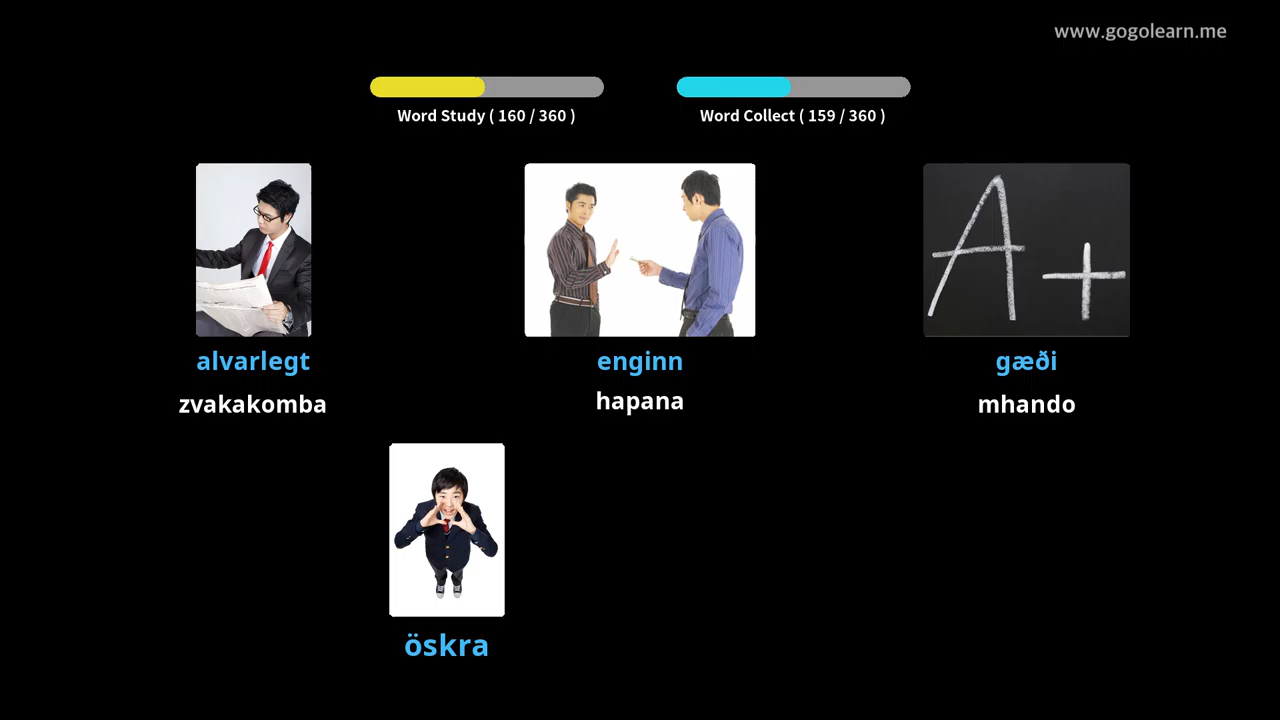 www.gogolearn.me
Word Study ( 160 / 360 )
Word Collect ( 159 / 360 )
A+
alvarlegt
enginn
gæði
zvakakomba
hapana
mhando
öskra